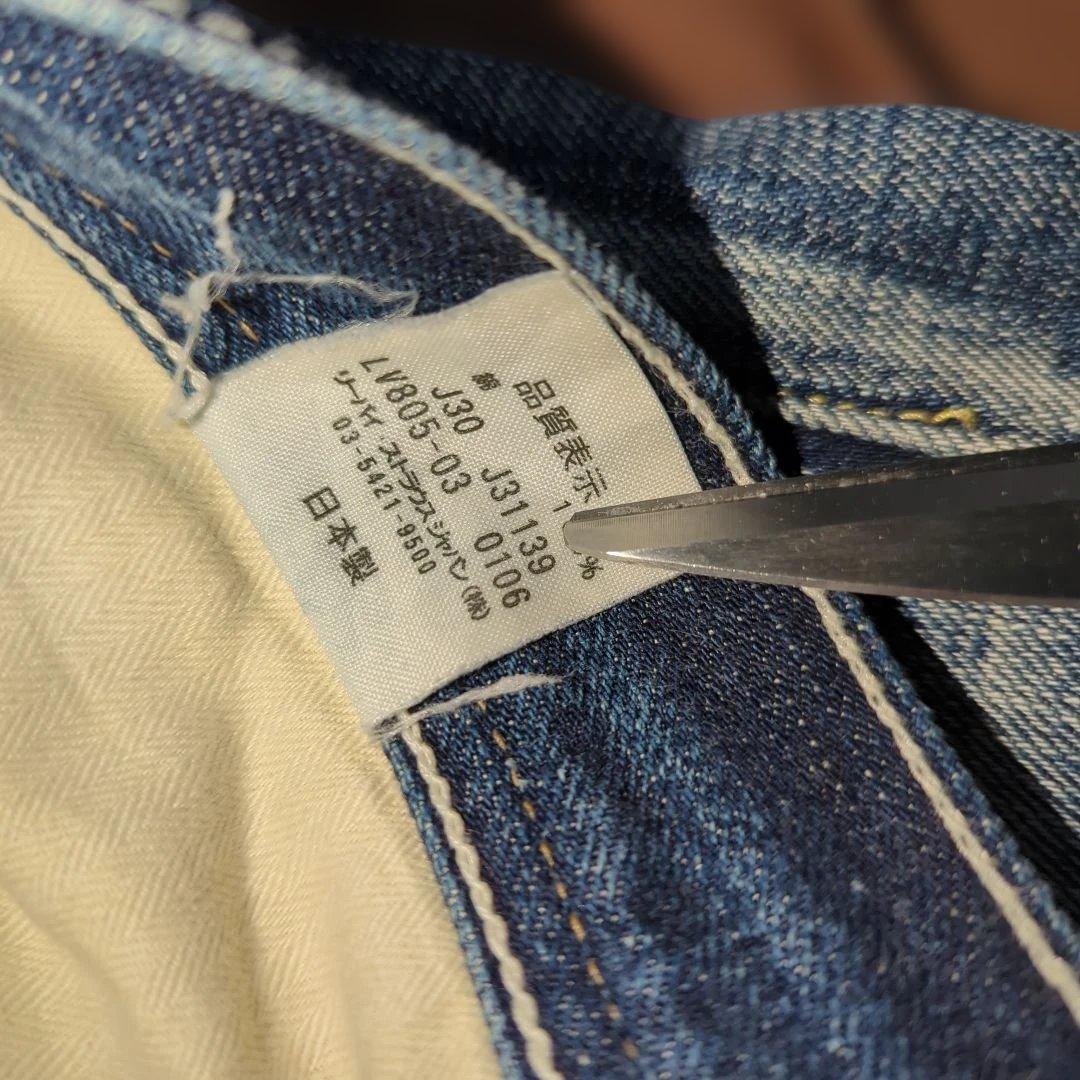 品質表示
綿 1 %
J30 J31139
LV805-03 0106
リーバイ ストラウス ジャパン(株)
03-5421-9500
日本製